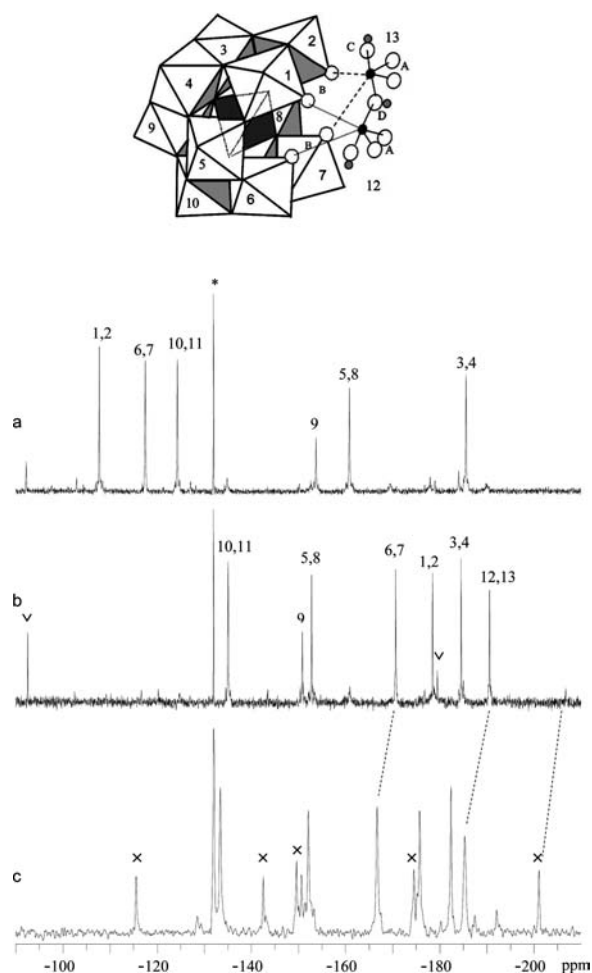 2 C 13
3 A
1
4 B
D
8
9 A
5 B
7
10 6 12
*
1,2 6,7 10,11 5,8 3,4
9
a
10,11 5,8 6,7 1,2 3,4 12,13
b
9
c
-100 -120 -140 -160 -180 -200 ppm